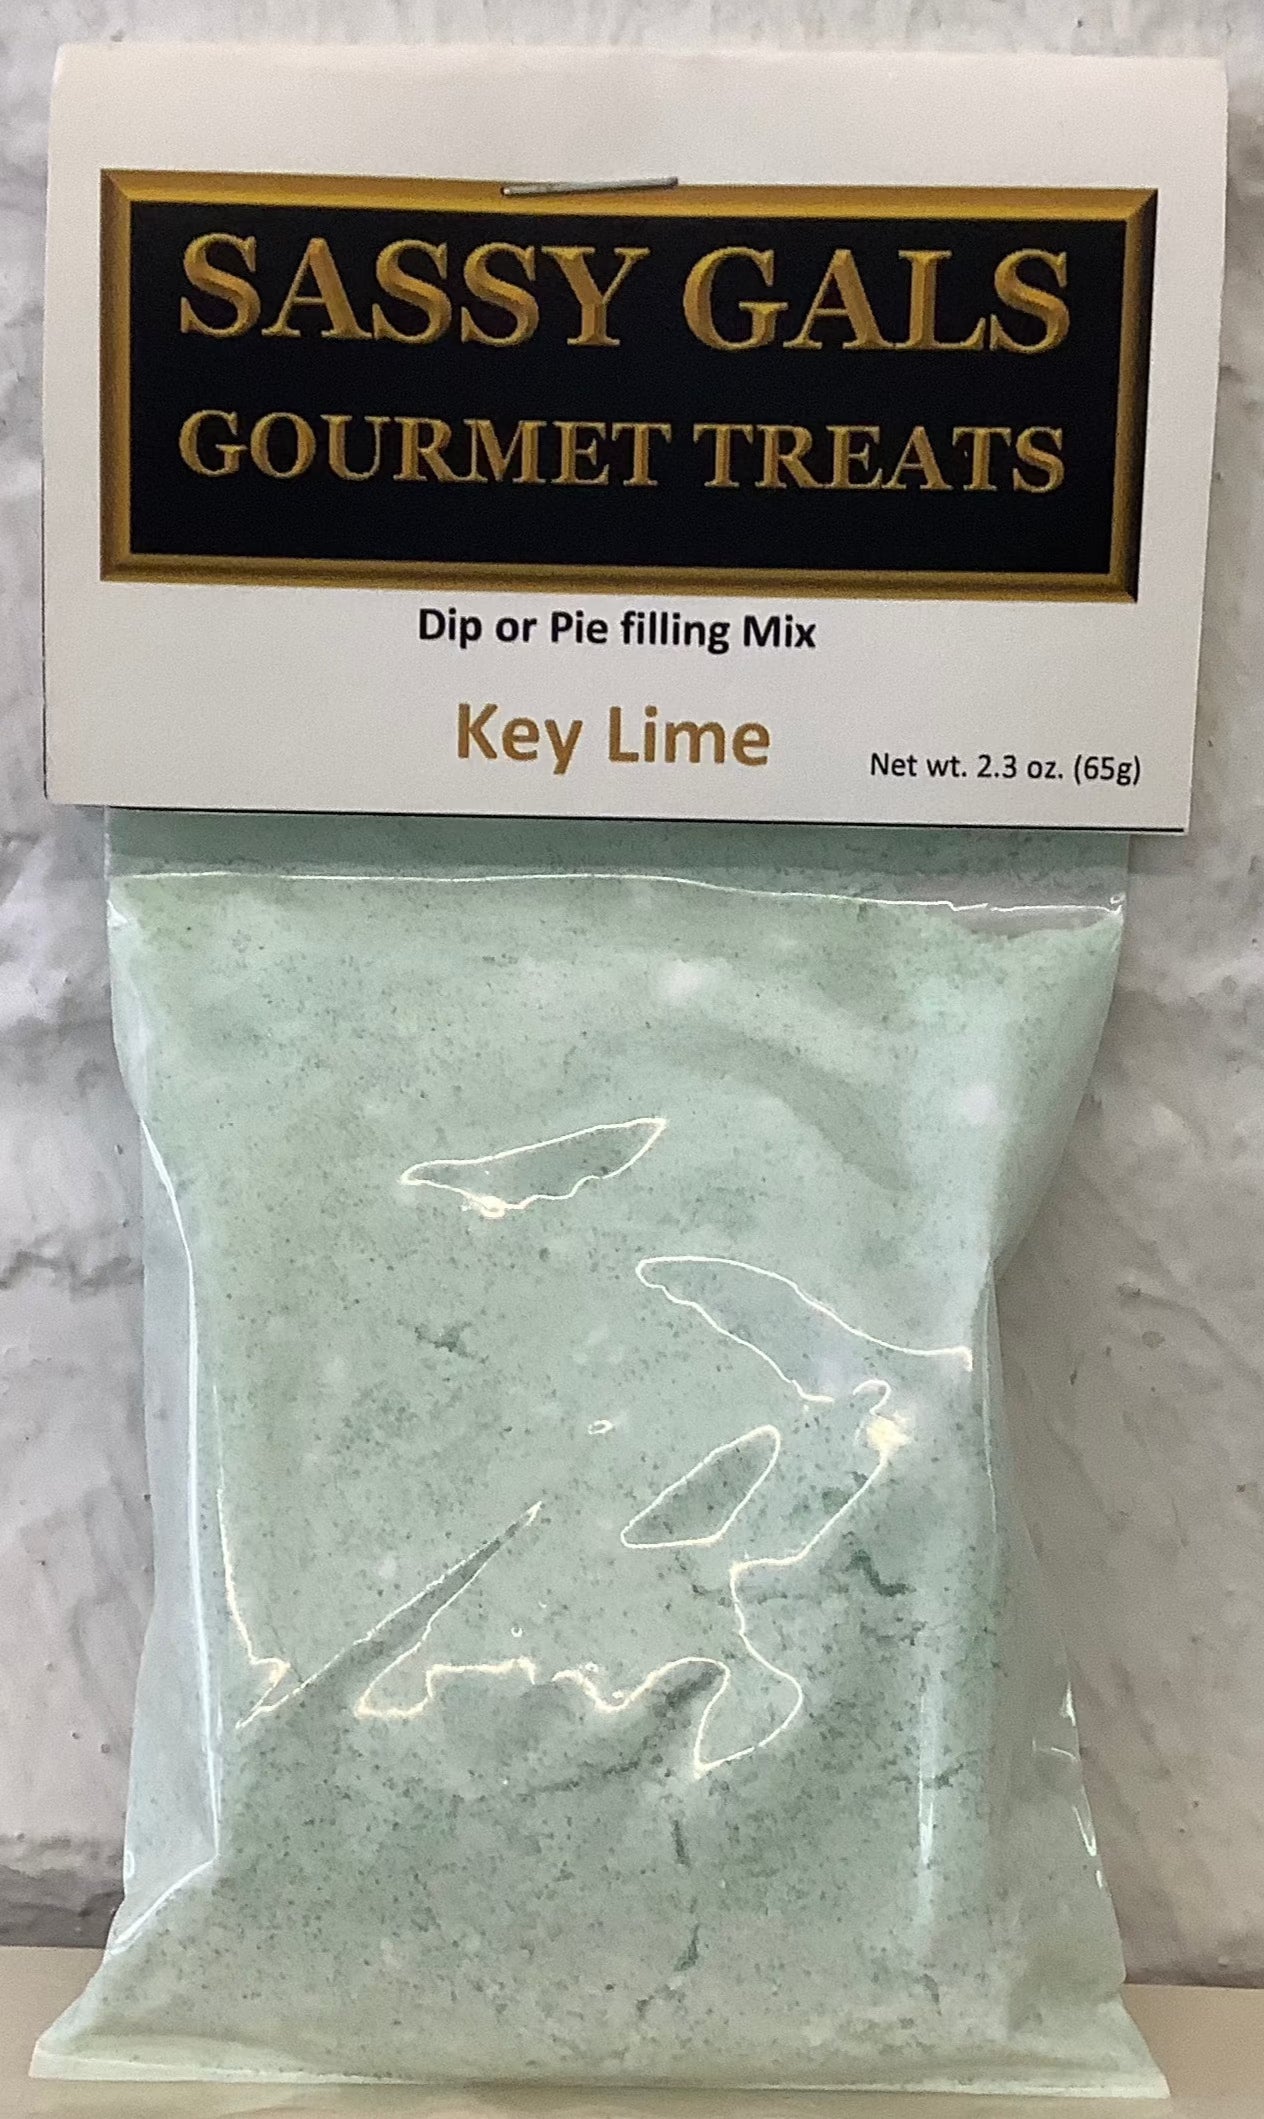 SASSY GALS
GOURMET TREATS
Dip or Pie filling Mix
Key Lime
Net wt. 2.3 oz. (65g)